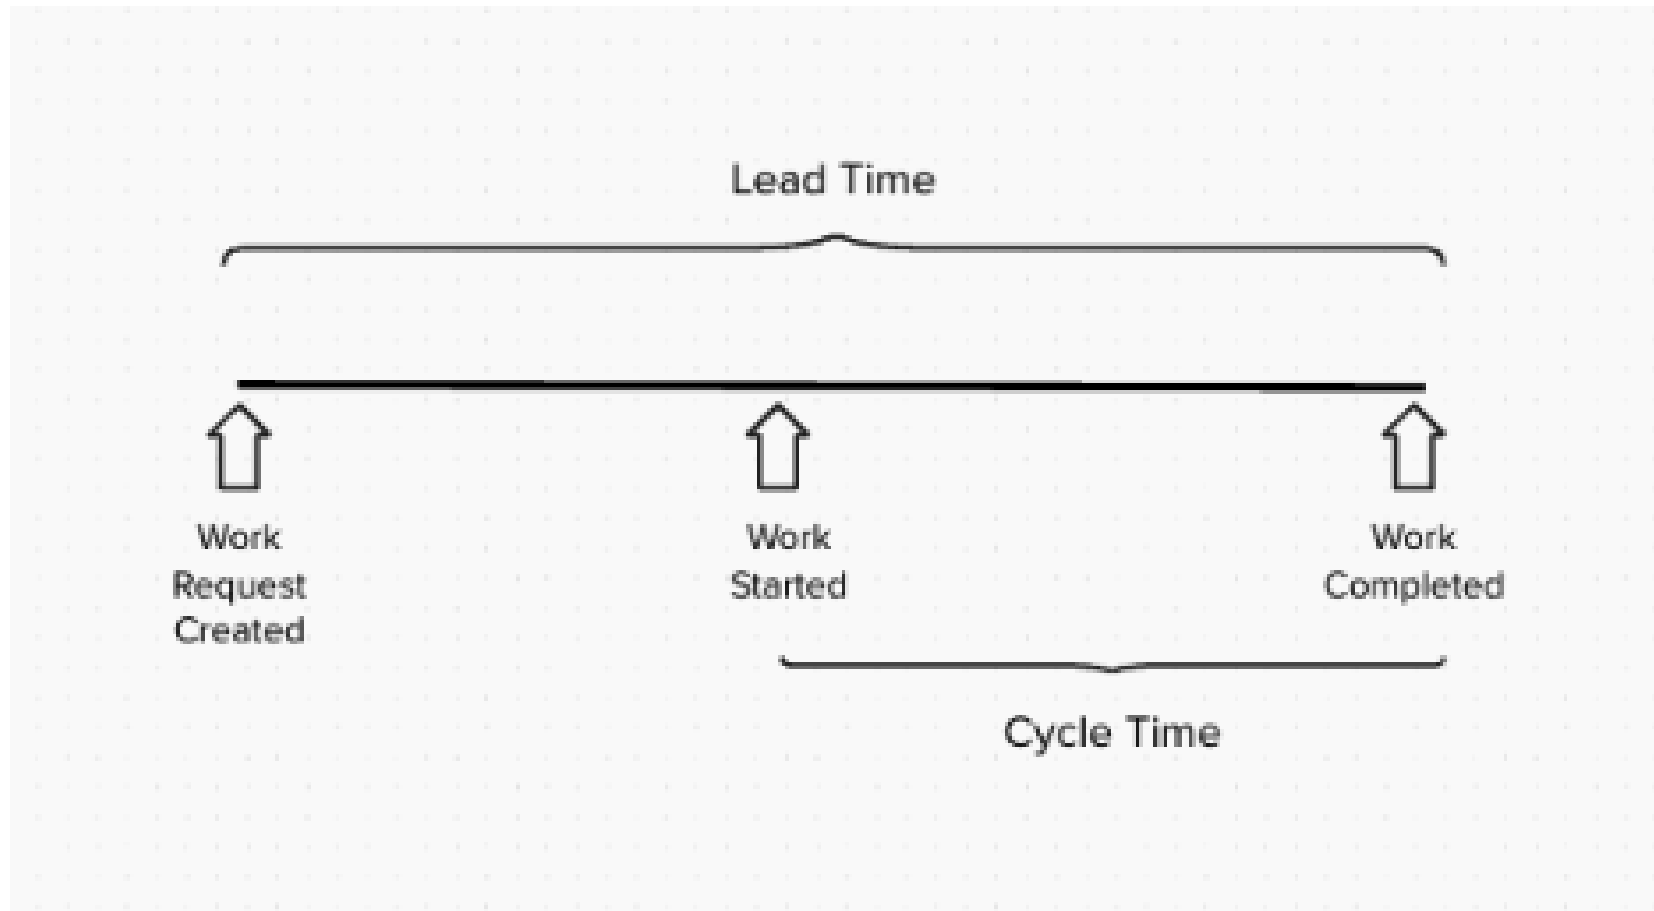 Lead Time
Work
Request
Created
Work
Started
Work
Completed
Cycle Time